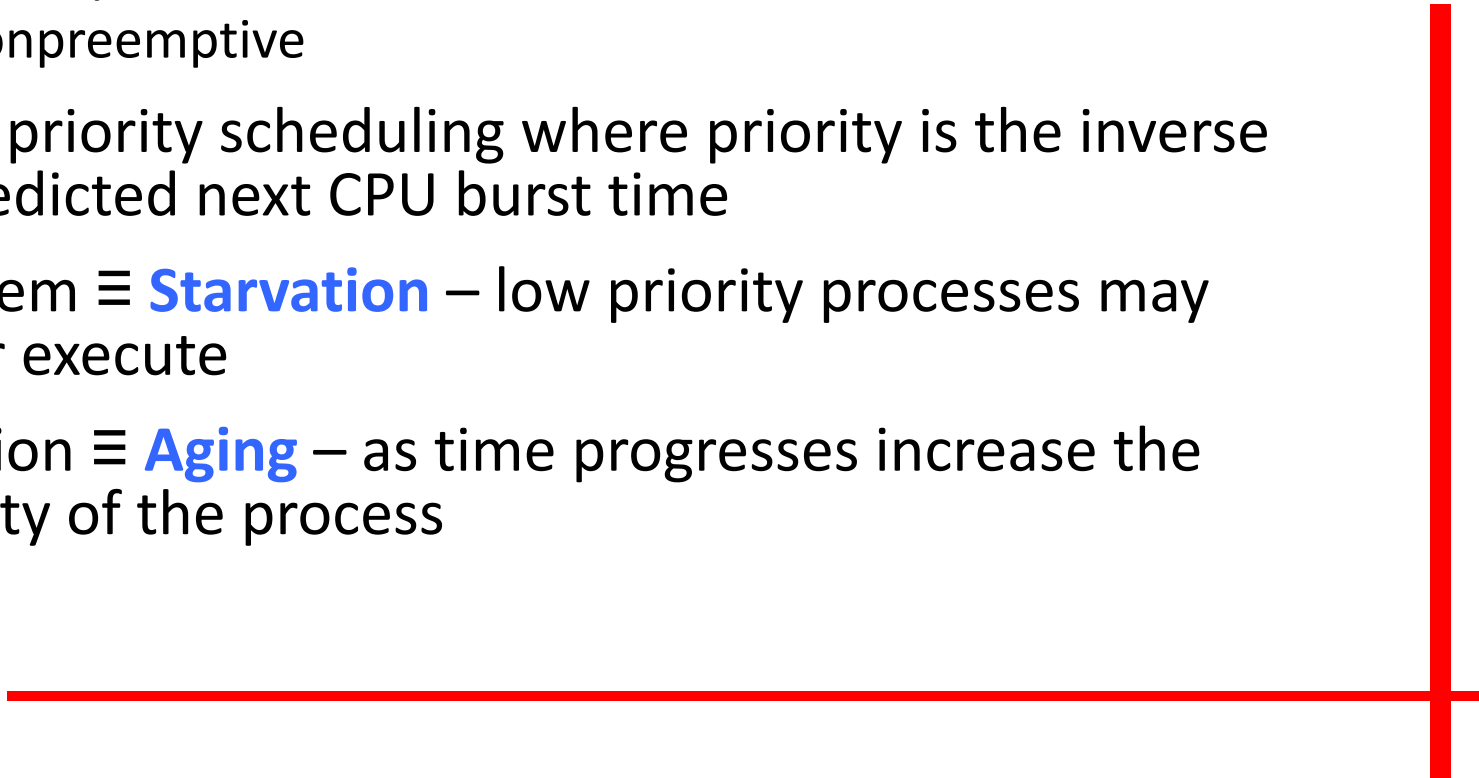 onpreemptive
priority scheduling where priority is the inverse
edicted next CPU burst time
em ≡ Starvation – low priority processes may
r execute
ion ≡ Aging – as time progresses increase the
ty of the process